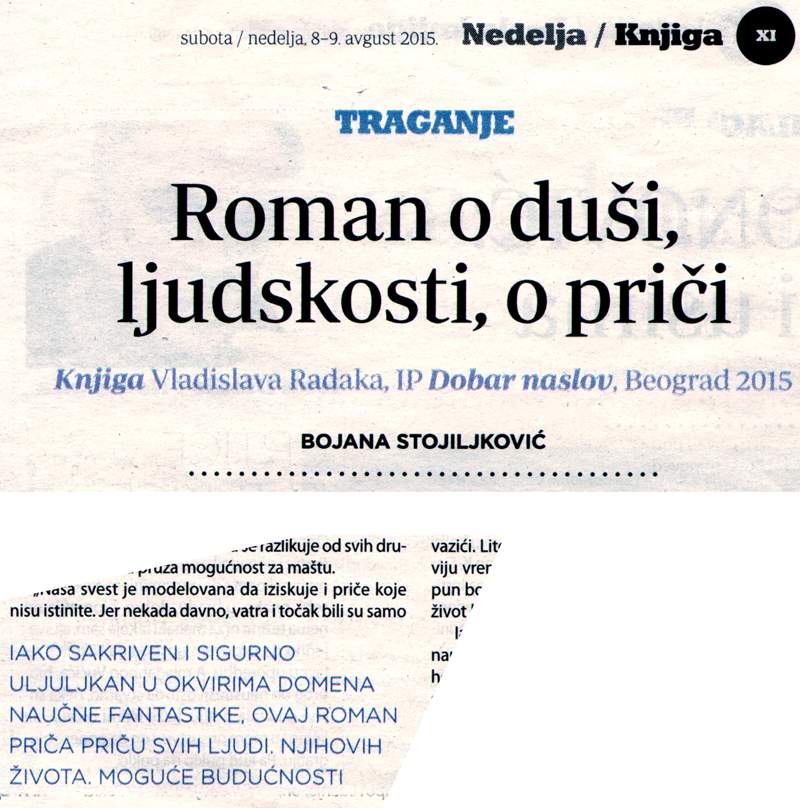 subota / nedelja, 8–9. avgust 2015. Nedelja / Knjiga XI
TRAGANJE
Roman o duši,
ljudskosti, o priči
Knjiga Vladislava Radaka, IP Dobar naslov, Beograd 2015
BOJANA STOJILJKOVIĆ
se razlikuje od svih dru-
pruža mogućnost za maštu.
„Naša svest je modelovana da iziskuje i priče koje
nisu istinite. Jer nekada davno, vatra i točak bili su samo
IAKO SAKRIVEN I SIGURNO
ULJULJKAN U OKVIRIMA DOMENA
NAUČNE FANTASTIKE, OVAJ ROMAN
PRIČA PRIČU SVIH LJUDI. NJIHOVIH
ŽIVOTA. MOGUĆE BUDUĆNOSTI
vazići.
viju
pun
život